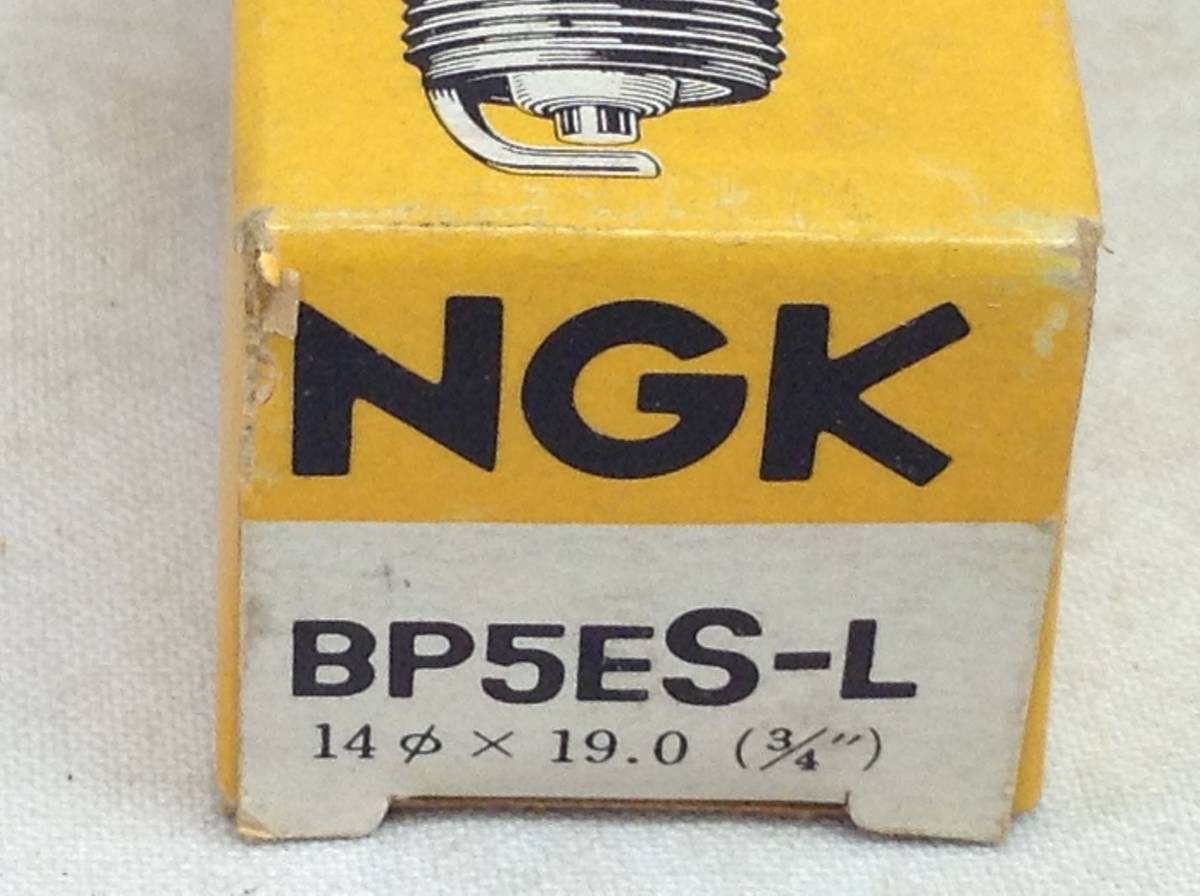 NGK
BP5ES-L
14 ϕ × 19.0 (3/4″)